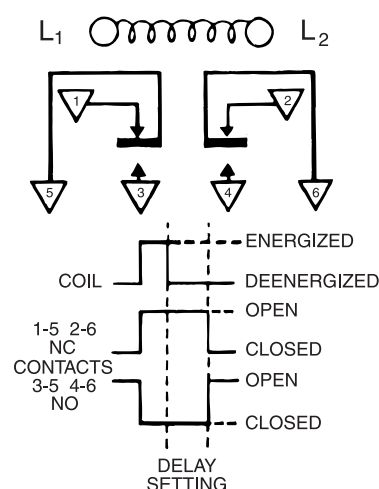 L1 L2
1 2
5 3 4 6
ENERGIZED
COIL DEENERGIZED
OPEN
1-5 2-6
NC CLOSED
CONTACTS OPEN
3-5 4-6
NO CLOSED
DELAY
SETTING